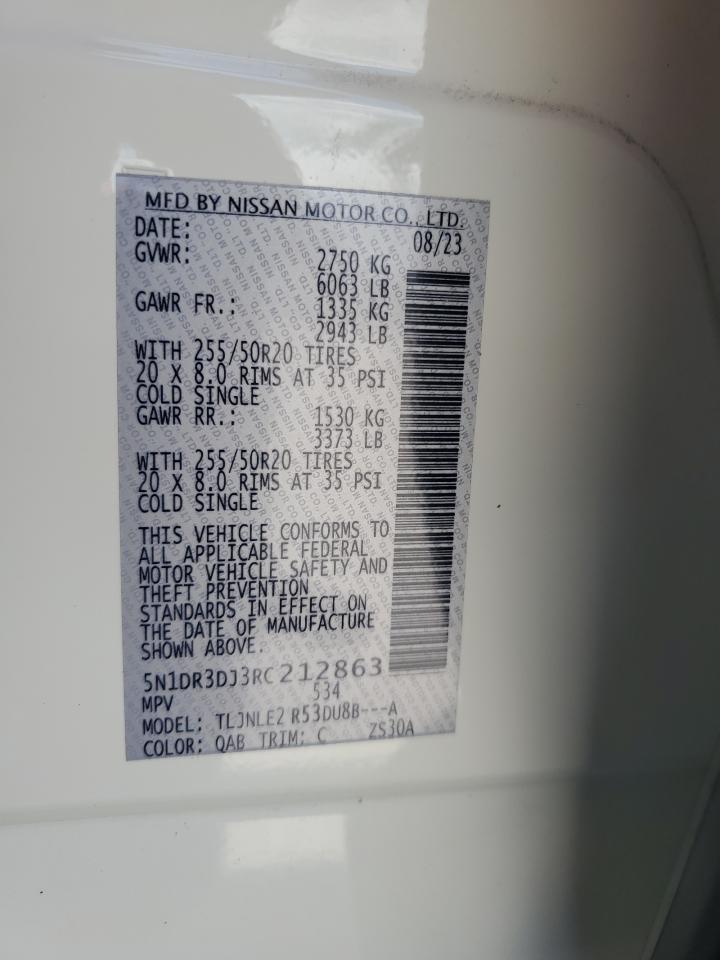 MFD BY NISSAN MOTOR CO., LTD.
DATE: 08/23
GVWR: 2750 KG
6063 LB
GAWR FR.: 1335 KG
2943 LB
WITH 255/50R20 TIRES
20 X 8.0 RIMS AT 35 PSI
COLD SINGLE
GAWR RR.: 1530 KG
3373 LB
WITH 255/50R20 TIRES
20 X 8.0 RIMS AT 35 PSI
COLD SINGLE
THIS VEHICLE CONFORMS TO
ALL APPLICABLE FEDERAL
MOTOR VEHICLE SAFETY AND
THEFT PREVENTION
STANDARDS IN EFFECT ON
THE DATE OF MANUFACTURE
SHOWN ABOVE.
5N1DR3DJ3RC212863
MPV 534
MODEL: TLJNLE2 R53DU8B---A
COLOR: QAB TRIM: C ZS30A